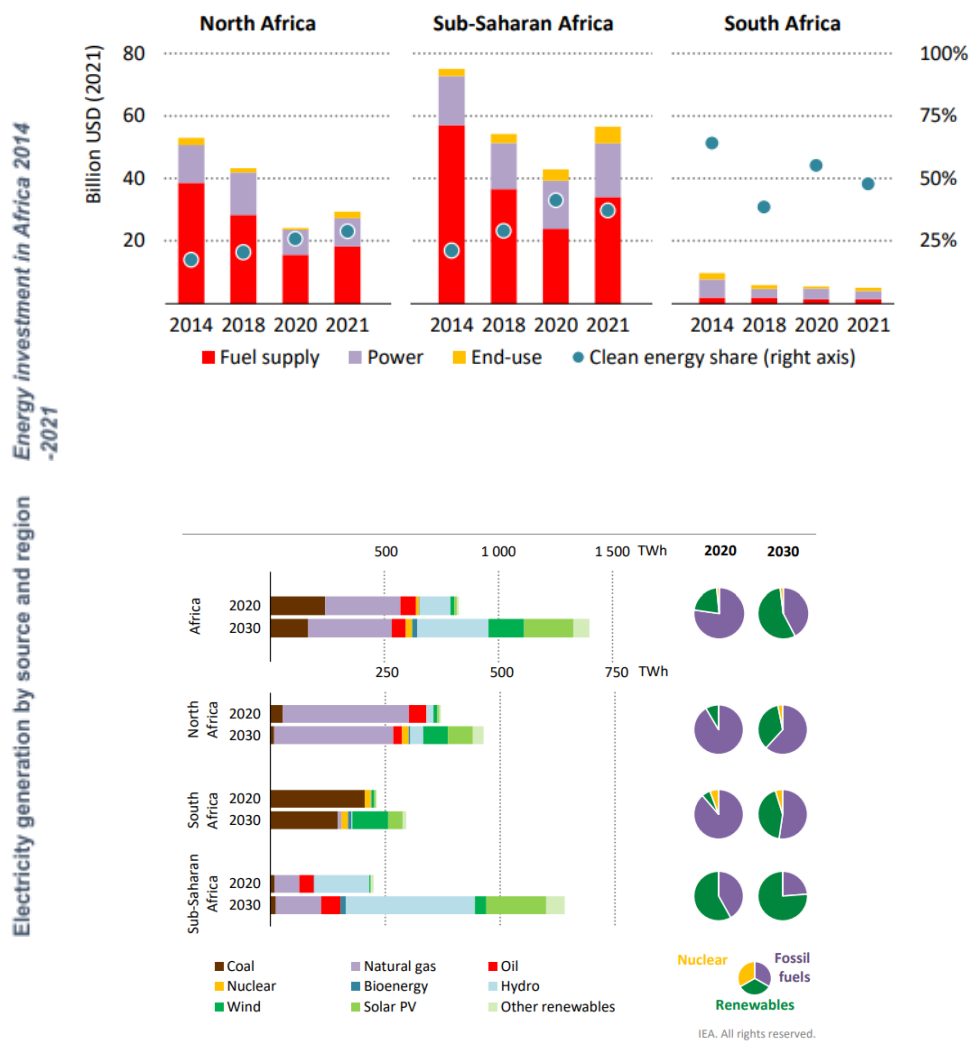 North Africa Sub-Saharan Africa South Africa
80 100%
60 75%
40 50%
20 25%
Billion USD (2021)
2014 2018 2020 2021 2014 2018 2020 2021 2014 2018 2020 2021
Fuel supply Power End-use Clean energy share (right axis)
Energy investment in Africa 2014
-2021
Electricity generation by source and region
500 1 000 1 500 TWh 2020 2030
Africa
2020
2030
250 500 750 TWh
North
Africa
2020
2030
South
Africa
2020
2030
Sub-Saharan
Africa
2020
2030
Coal Natural gas Oil
Nuclear Bioenergy Hydro
Wind Solar PV Other renewables
Nuclear Fossil
fuels
Renewables
IEA. All rights reserved.